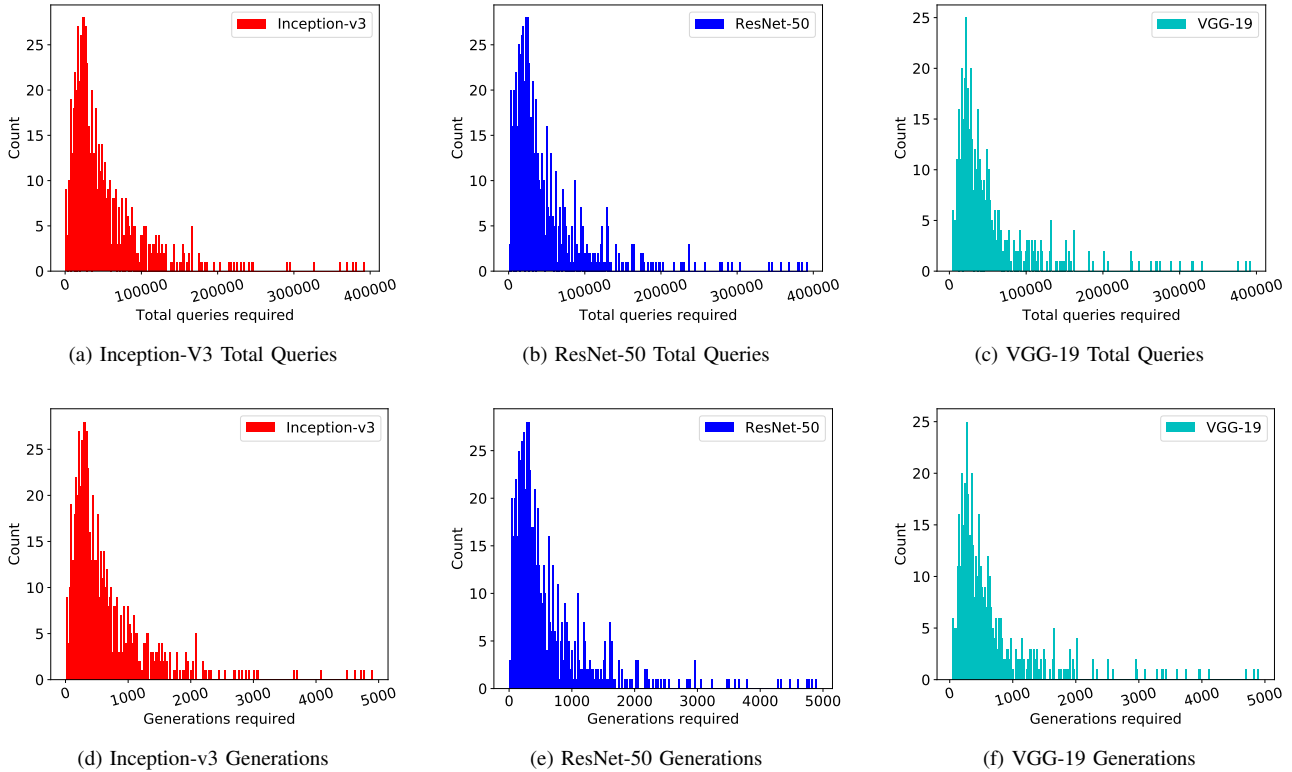 Inception-v3
25
20
15
10
5
0
Count
0
100000
200000
300000
400000
Total queries required
(a) Inception-V3 Total Queries
ResNet-50
25
20
15
10
5
0
Count
0
100000
200000
300000
400000
Total queries required
(b) ResNet-50 Total Queries
VGG-19
25
20
15
10
5
0
Count
0
100000
200000
300000
400000
Total queries required
(c) VGG-19 Total Queries
Inception-v3
25
20
15
10
5
0
Count
0
1000
2000
3000
4000
5000
Generations required
(d) Inception-v3 Generations
ResNet-50
25
20
15
10
5
0
Count
0
1000
2000
3000
4000
5000
Generations required
(e) ResNet-50 Generations
VGG-19
25
20
15
10
5
0
Count
0
1000
2000
3000
4000
5000
Generations required
(f) VGG-19 Generations